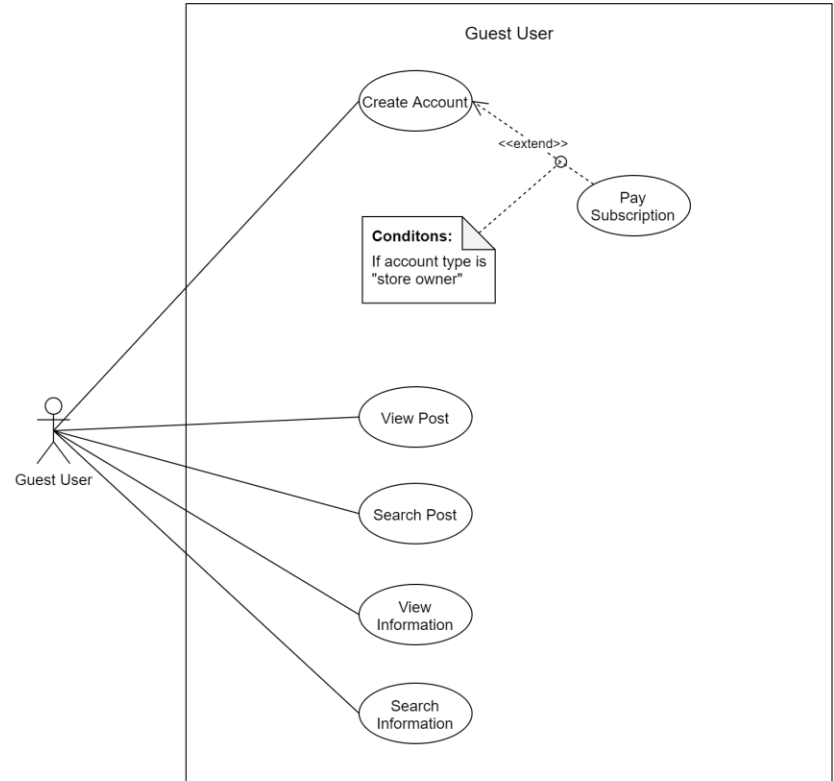 Guest User
Create Account
<<extend>>
Pay
Subscription
Conditons:
If account type is
"store owner"
View Post
Guest User
Search Post
View
Information
Search
Information